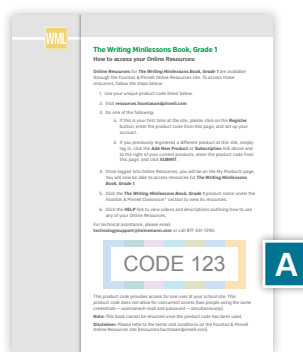 WML
The Writing Minilessons Book, Grade 1
How to access your Online Resources:
Online Resources for The Writing Minilessons Book, Grade 1 are available
through the Fountas & Pinnell Online Resources site. To access these
resources, follow the steps below:
1. Use your unique product code listed below.
2. Visit resources.fountasandpinnell.com
3. Do one of the following:
a. If this is your first time at the site, please click on the Register
button, enter the product code from this page, and set up your
account.
b. If you previously registered a different product at this site, simply
log in, click the Add New Product or Subscription link above and
to the right of your current products, enter the product code from
this page, and click SUBMIT.
4. Once logged into Online Resources, you will be on the My Products page.
You will now be able to access resources for The Writing Minilessons
Book, Grade 1.
5. Click the The Writing Minilessons Book, Grade 1 product name under the
Fountas & Pinnell Classroom™ section to view its resources.
6. Click the HELP link to view videos and descriptions outlining how to use
any of your Online Resources.
For technical assistance, please email
technologysupport@heinemann.com or call
CODE 123
A
This product code provides access for one user at your school site. This
product code does not allow for concurrent access (two people using the same
credentials—username/e-mail and password—simultaneously).
Note: This book cannot be returned once the product code has been used.
Disclaimer: Please refer to the terms and conditions on the Fountas & Pinnell
Online Resources site (resources.fountasandpinnell.com).